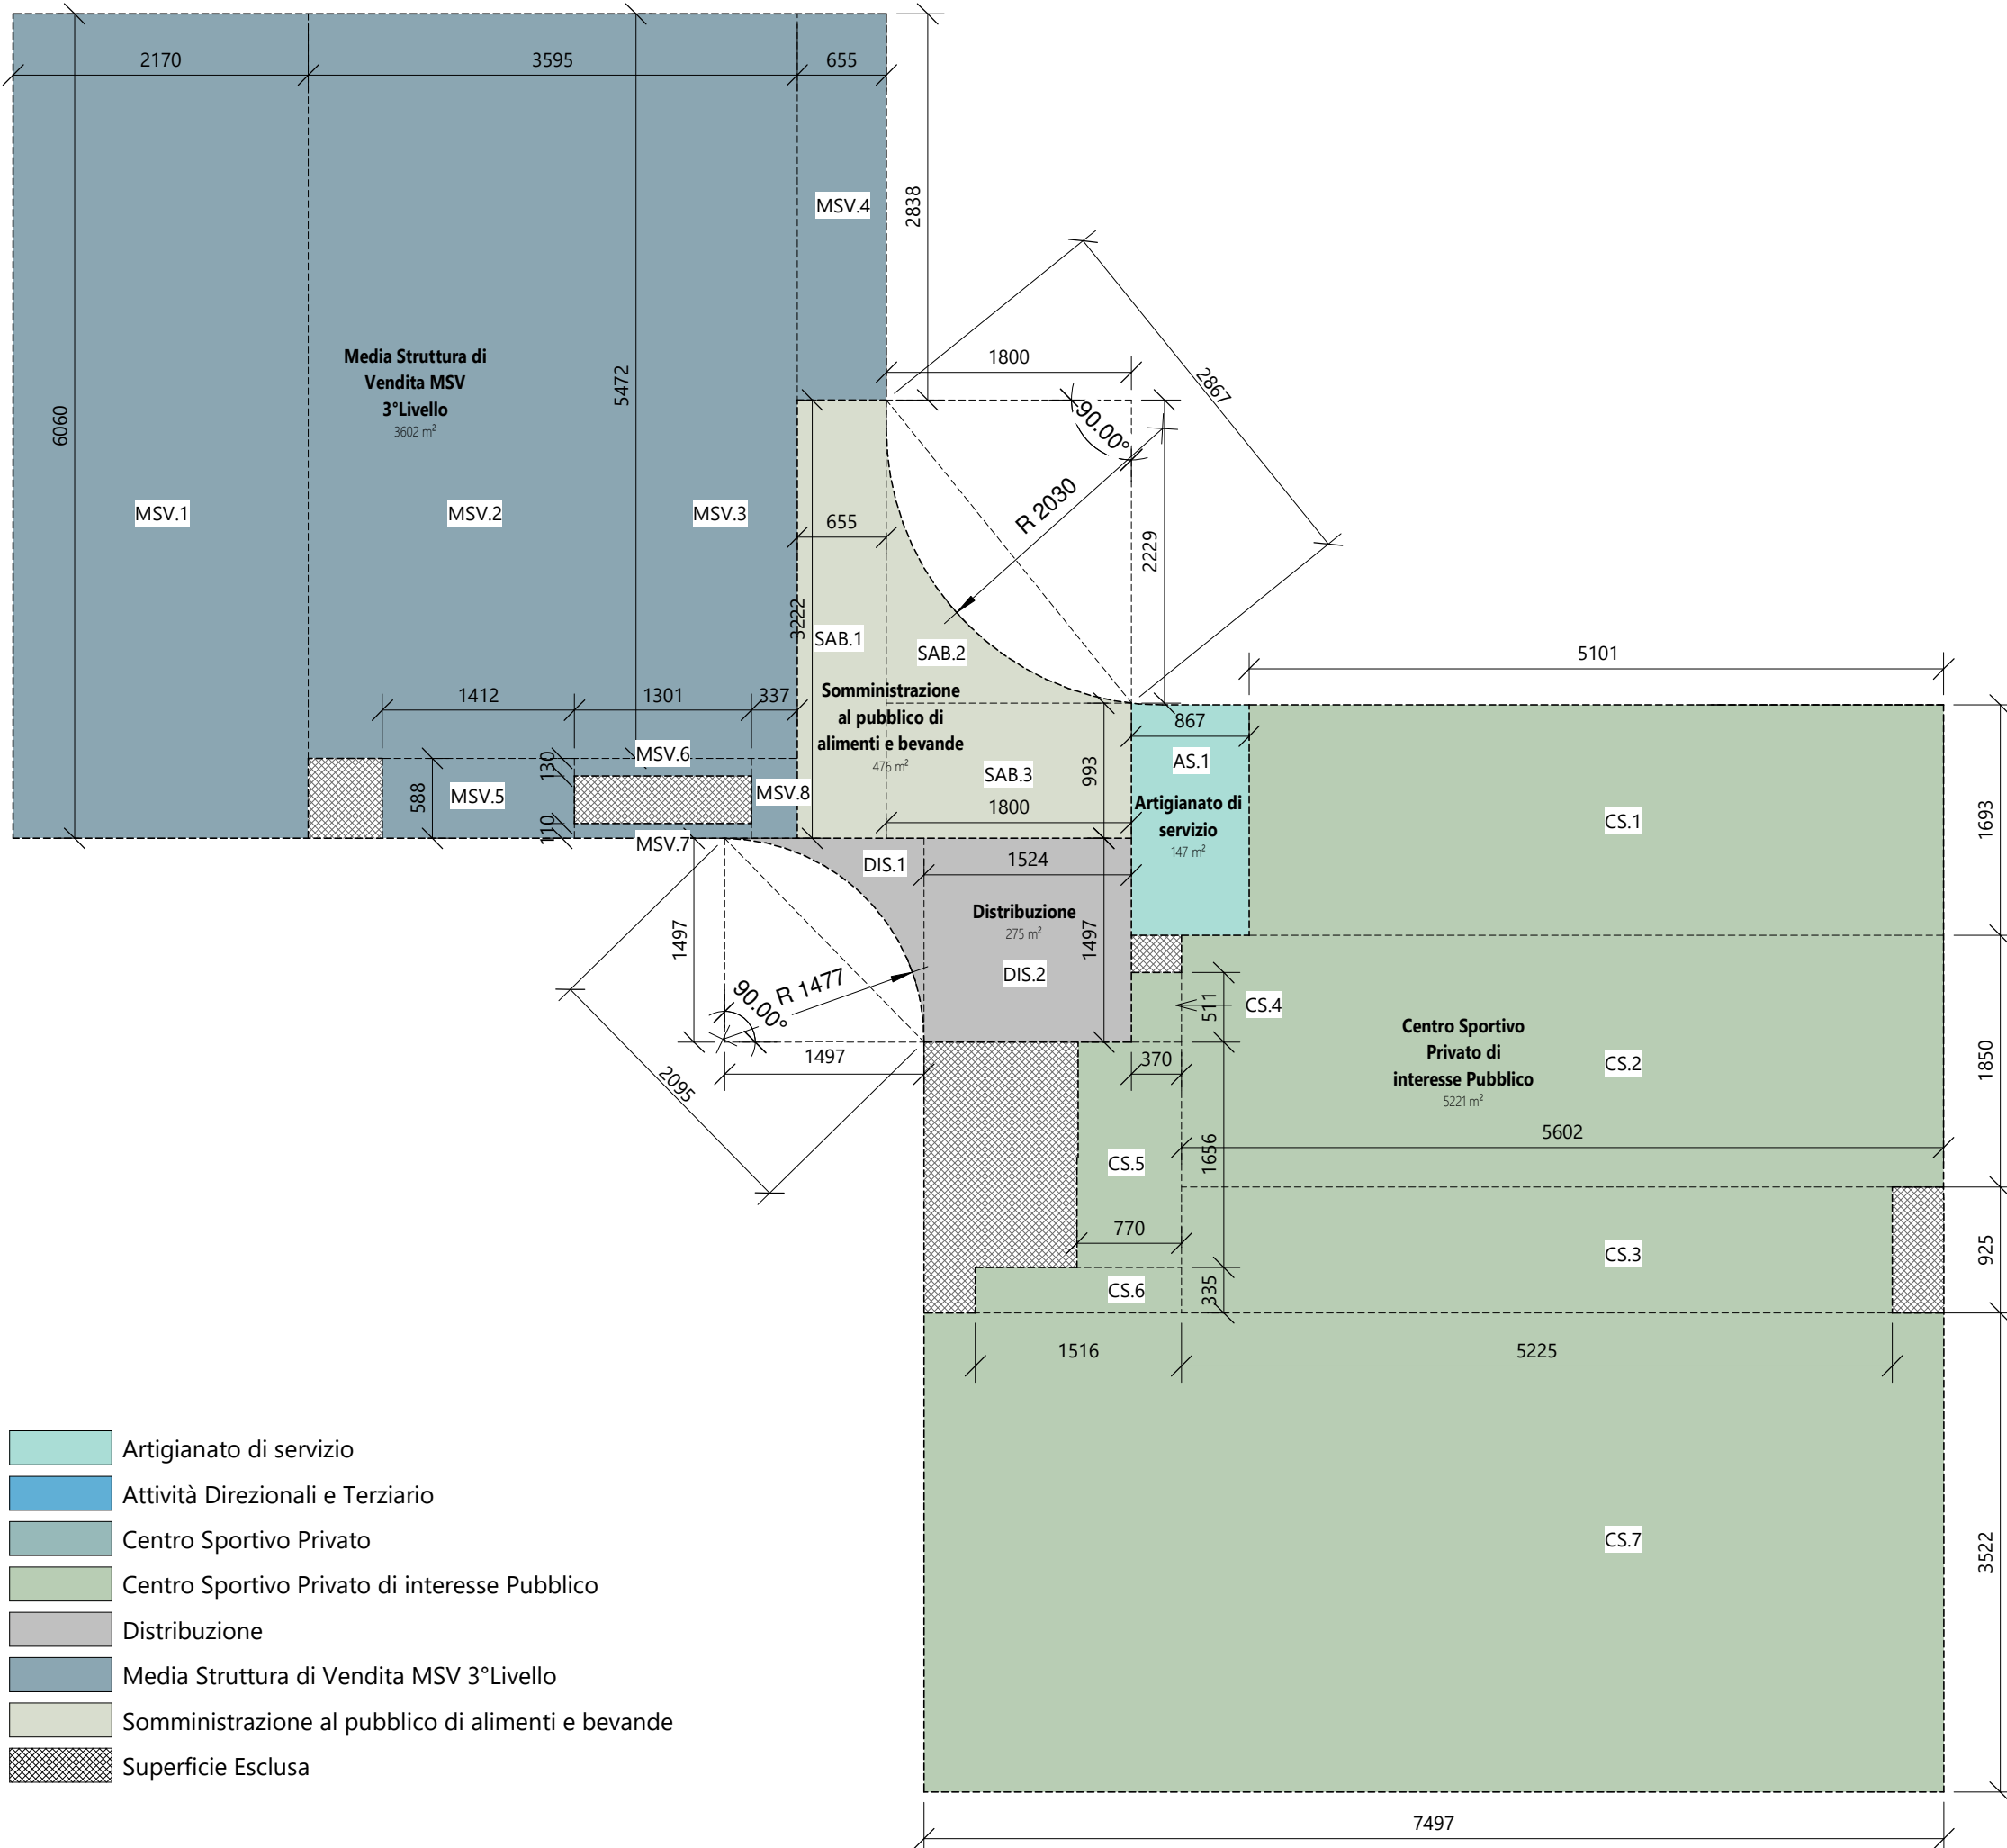 2170
3595
655
2838
MSV.4
Media Struttura di
Vendita MSV
3°Livello
3602 m²
6060
5472
1800
2867
90.00°
R 2030
2229
MSV.1
MSV.2
MSV.3
655
3222
SAB.1
SAB.2
5101
1412
1301
337
Somministrazione
al pubblico di
alimenti e bevande
476 m²
SAB.3
993
1800
867
AS.1
Artigianato di
servizio
147 m²
CS.1
1693
130
MSV.6
588
MSV.5
MSV.8
110
MSV.7
DIS.1
1524
Distribuzione
275 m²
DIS.2
1497
1497
90.00°
R 1477
1497
2095
511
CS.4
370
Centro Sportivo
Privato di
interesse Pubblico
5221 m²
CS.2
1850
5602
CS.5
1656
770
CS.3
925
CS.6
335
1516
5225
CS.7
3522
7497
Artigianato di servizio
Attività Direzionali e Terziario
Centro Sportivo Privato
Centro Sportivo Privato di interesse Pubblico
Distribuzione
Media Struttura di Vendita MSV 3°Livello
Somministrazione al pubblico di alimenti e bevande
Superficie Esclusa